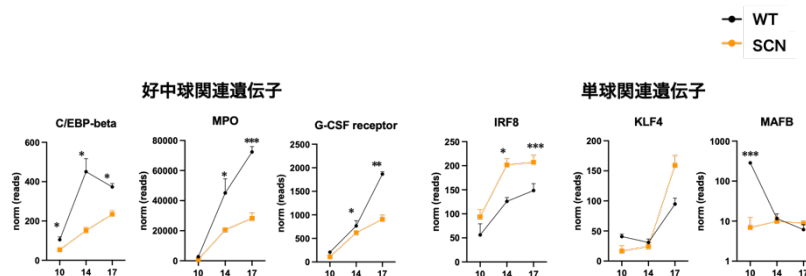 WT
SCN
好中球関連遺伝子
単球関連遺伝子
C/EBP-beta
MPO
G-CSF receptor
IRF8
KLF4
MAFB
norm (reads)
600
400
200
0
*
*
*
10 14 17
norm (reads)
80000
60000
40000
20000
0
*
***
10 14 17
norm (reads)
2500
2000
1500
1000
500
0
*
**
10 14 17
norm (reads)
250
200
150
100
50
0
*
***
10 14 17
norm (reads)
200
150
100
50
0
10 14 17
norm (reads)
1000
100
10
1
***
10 14 17